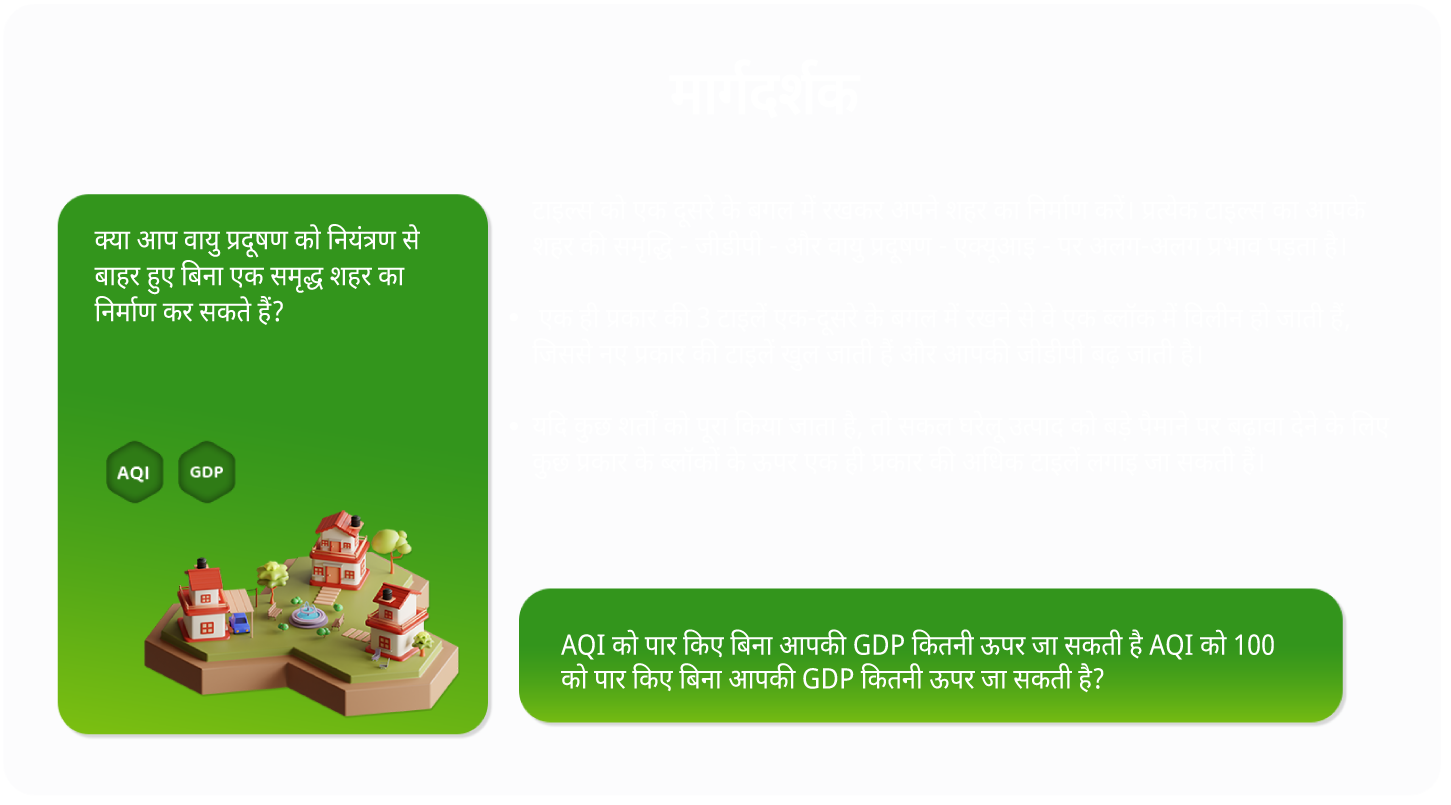 मार्गदर्शक
क्या आप वायु प्रदूषण को नियंत्रण से
बाहर हुए बिना एक समृद्ध शहर का
निर्माण कर सकते हैं?
AQI
GDP
टाइल्स को एक दूसरे के बगल में रखकर अपने शहर का निर्माण करें। प्रत्येक टाइल्स का आपके
शहर की समृद्धि - जीडीपी - और वायु प्रदूषण - एक्यूआई - पर अलग-अलग प्रभाव पड़ता है।
• एक ही प्रकार की 3 टाइलें एक-दूसरे के बगल में रखने से वे एक ब्लॉक में विलीन हो जाती हैं,
जिससे नए प्रकार की टाइलें खुल जाती हैं और आपकी जीडीपी बढ़ जाती है।
• यदि कुछ शर्तों को पूरा किया जाता है, तो सकल घरेलू उत्पाद को बड़े पैमाने पर बढ़ावा देने के लिए
कुछ प्रकार के ब्लॉकों के ऊपर एक ही प्रकार की अधिक टाइलें लगाई जा सकती हैं।
AQI को पार किए बिना आपकी GDP कितनी ऊपर जा सकती है AQI को 100
को पार किए बिना आपकी GDP कितनी ऊपर जा सकती है?